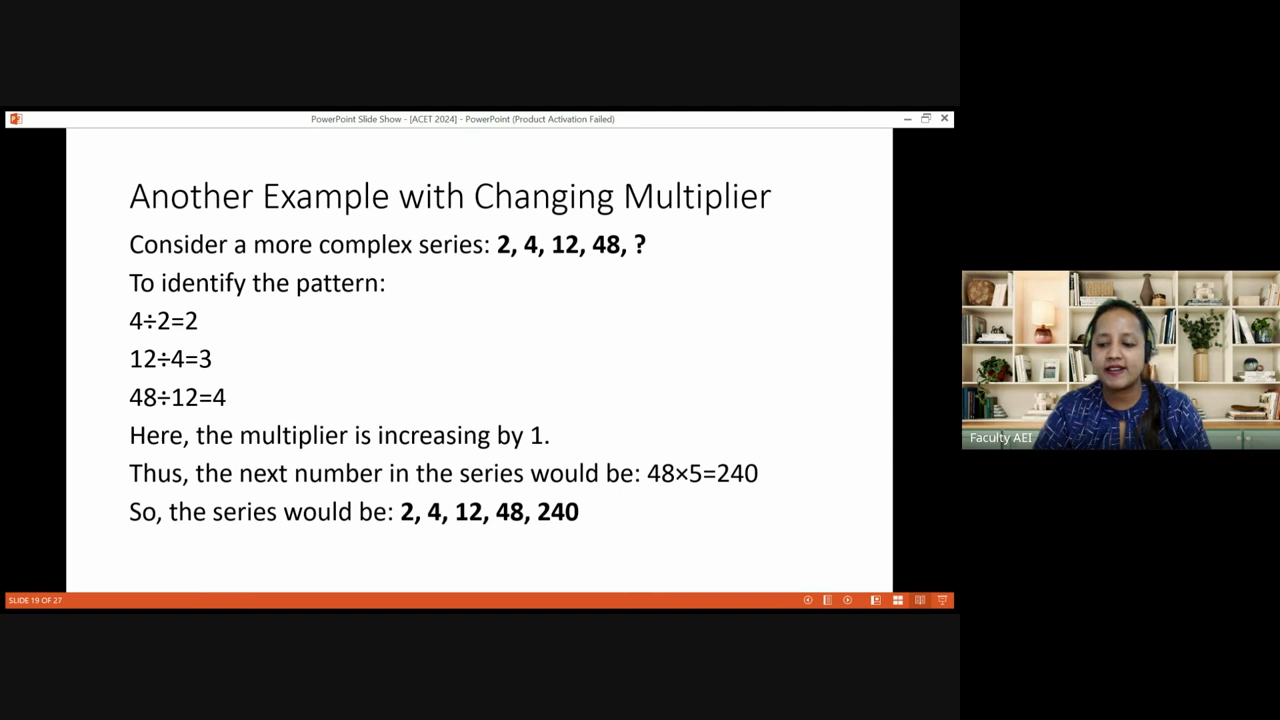 PowerPoint Slide Show - [ACET 2024] - PowerPoint (Product Activation Failed)
Another Example with Changing Multiplier
Consider a more complex series: 2, 4, 12, 48, ?
To identify the pattern:
4÷2=2
12÷4=3
48÷12=4
Here, the multiplier is increasing by 1.
Thus, the next number in the series would be: 48×5=240
So, the series would be: 2, 4, 12, 48, 240
Faculty AEI
SLIDE 19 OF 27